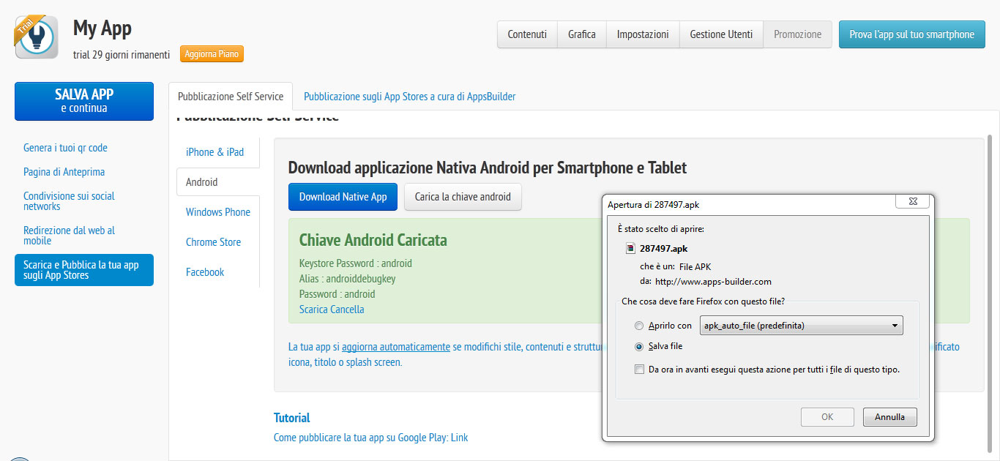 Trial
My App
trial 29 giorni rimanenti
Aggiorna Piano
Contenuti
Grafica
Impostazioni
Gestione Utenti
Promozione
Prova l'app sul tuo smartphone
SALVA APP
e continua
Genera i tuoi qr code
Pagina di Anteprima
Condivisione sui social
networks
Redirezione dal web al
mobile
Scarica e Pubblica la tua app
sugli App Stores
Pubblicazione Self Service
Pubblicazione sugli App Stores a cura di AppsBuilder
Pubblicazione Self Service
iPhone & iPad
Android
Windows Phone
Chrome Store
Facebook
Download applicazione Nativa Android per Smartphone e Tablet
Download Native App
Carica la chiave android
Chiave Android Caricata
Keystore Password : android
Alias : androiddebugkey
Password : android
Scarica Cancella
La tua app si aggiorna automaticamente se modifichi stile, contenuti e struttu
icona, titolo o splash screen.
Tutorial
Come pubblicare la tua app su Google Play: Link
Apertura di 287497.apk
È stato scelto di aprire:
287497.apk
che è un: File APK
da: http://www.apps-builder.com
Che cosa deve fare Firefox con questo file?
Aprirlo con
apk_auto_file (predefinita)
Salva file
Da ora in avanti esegui questa azione per tutti i file di questo tipo.
OK
Annulla